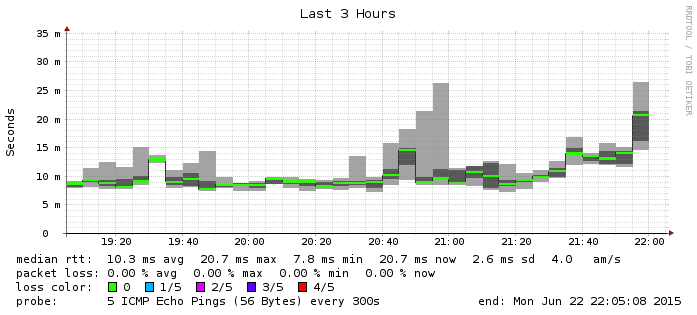 Last 3 Hours
RRDTOOL / TOBI OETIKER
Seconds
35 m
30 m
25 m
20 m
15 m
10 m
5 m
0
19:20 19:40 20:00 20:20 20:40 21:00 21:20 21:40 22:00
median rtt: 10.3 ms avg 20.7 ms max 7.8 ms min 20.7 ms now 2.6 ms sd 4.0 am/s
packet loss: 0.00 % avg 0.00 % max 0.00 % min 0.00 % now
loss color: 0 1/5 2/5 3/5 4/5
probe: 5 ICMP Echo Pings (56 Bytes) every 300s end: Mon Jun 22 22:05:08 2015